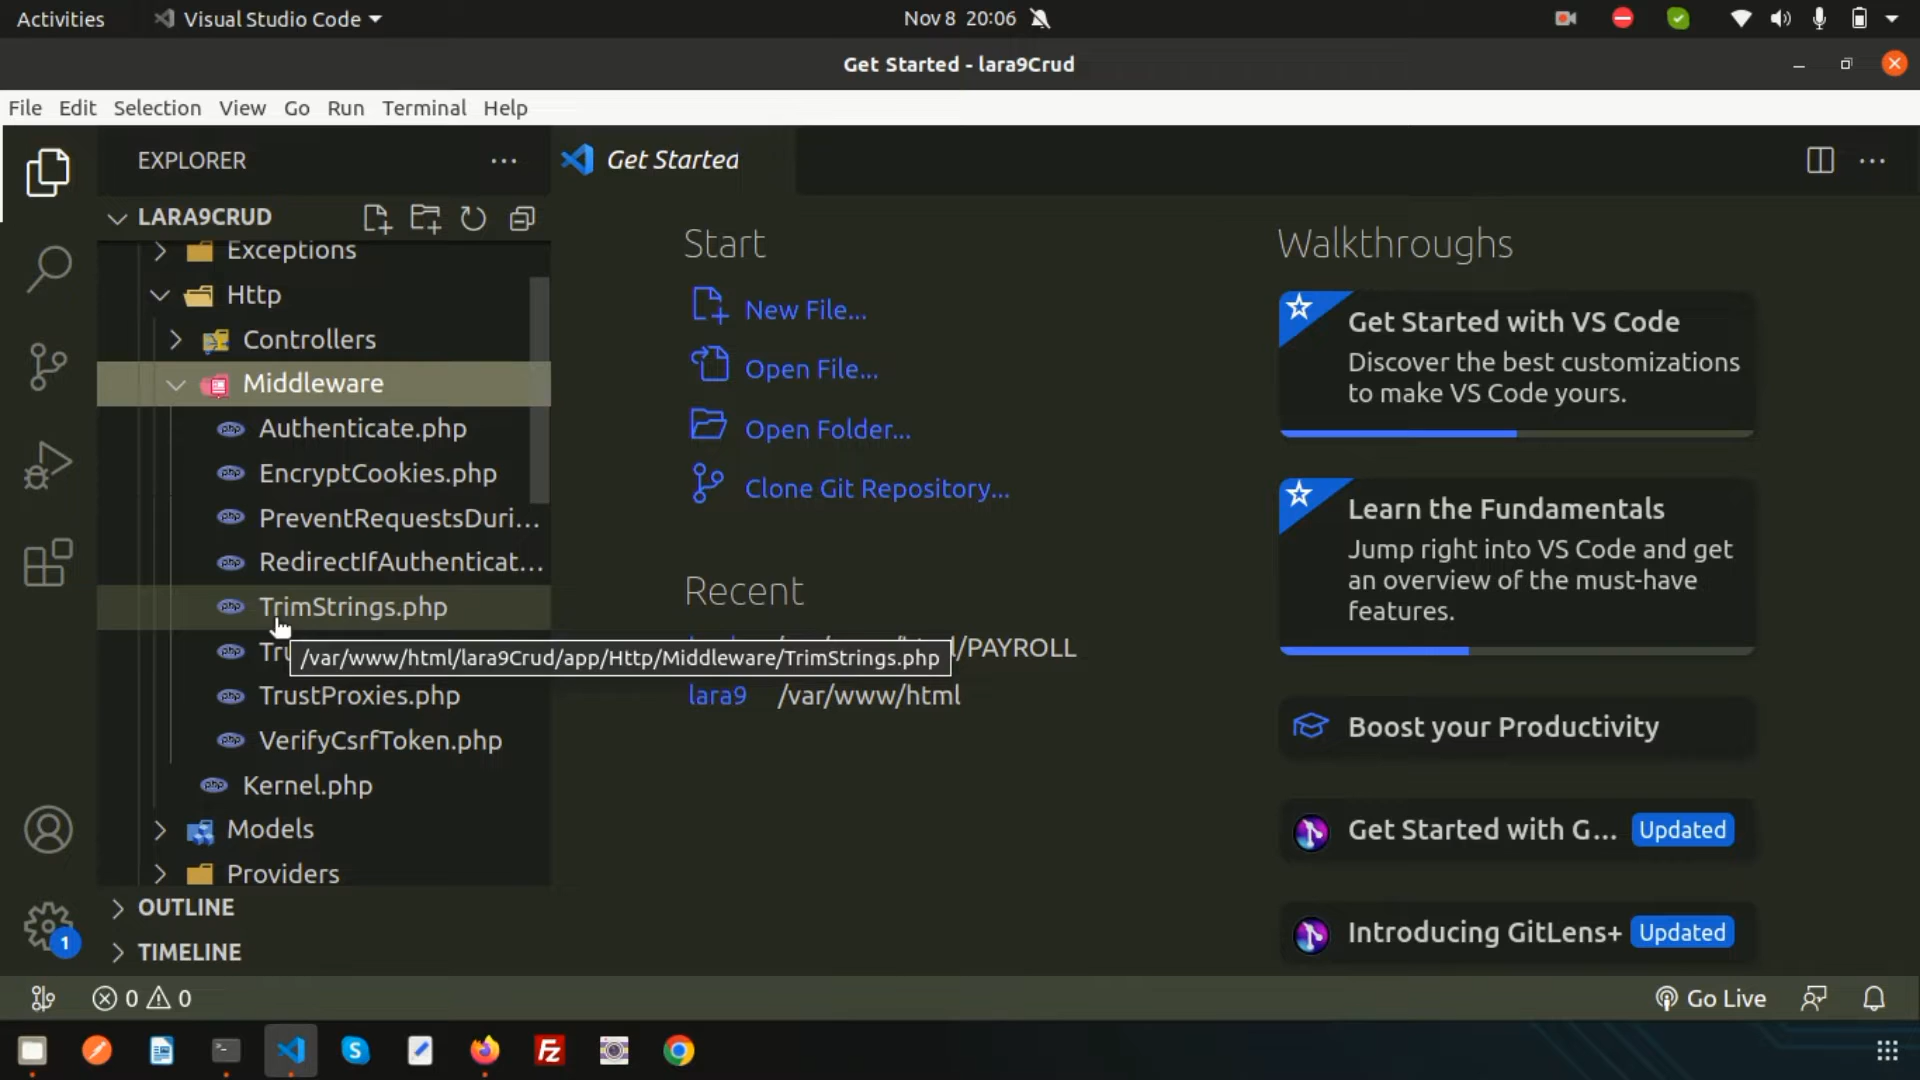 Activities
Visual Studio Code
Nov 8 20:06
Get Started - lara9Crud
File Edit Selection View Go Run Terminal Help
EXPLORER
Get Started
LARA9CRUD
Exceptions
Http
Controllers
Middleware
Authenticate.php
EncryptCookies.php
PreventRequestsDuri...
RedirectIfAuthenticat...
TrimStrings.php
/var/www/html/lara9Crud/app/Http/Middleware/TrimStrings.php
TrustProxies.php
VerifyCsrfToken.php
Kernel.php
Models
Providers
OUTLINE
TIMELINE
Start
New File...
Open File...
Open Folder...
Clone Git Repository...
Recent
l/PAYROLL
lara9 /var/www/html
Walkthroughs
Get Started with VS Code
Discover the best customizations
to make VS Code yours.
Learn the Fundamentals
Jump right into VS Code and get
an overview of the must-have
features.
Boost your Productivity
Get Started with G... Updated
Introducing GitLens+ Updated
1
0 0
Go Live